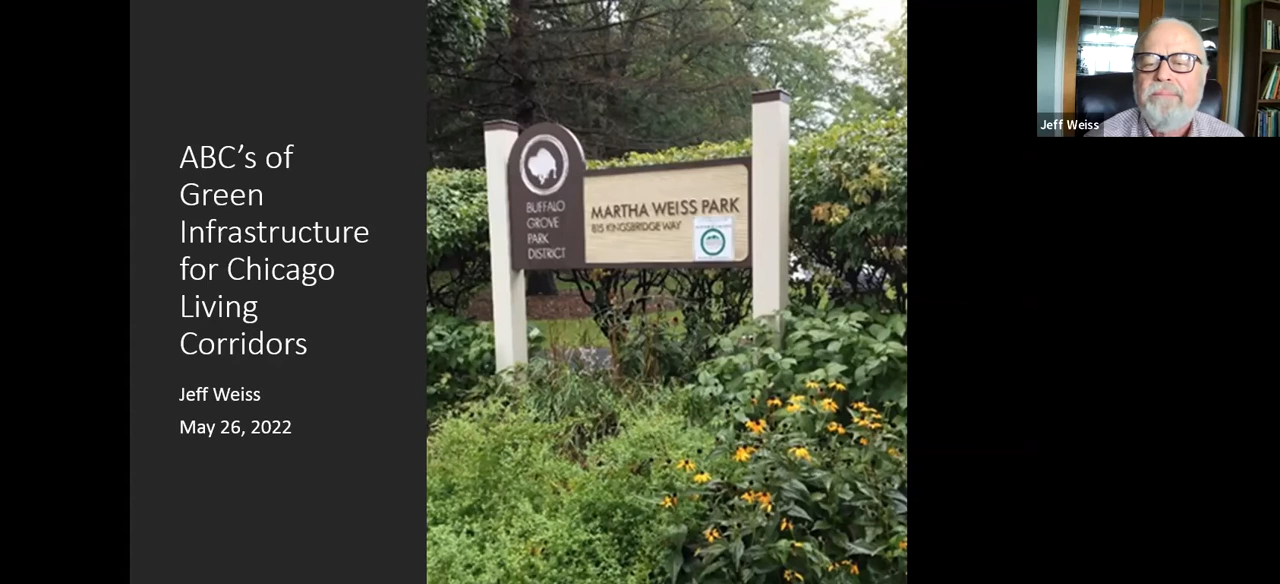 ABC’s of
Green
Infrastructure
for Chicago
Living
Corridors
Jeff Weiss
May 26, 2022
BUFFALO
GROVE
PARK
DISTRICT
MARTHA WEISS PARK
815 KINGSBRIDGE WAY
Jeff Weiss